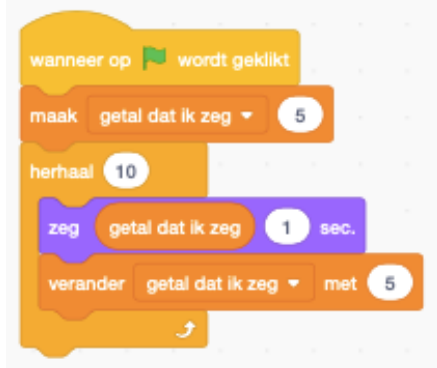 wanneer op wordt geklikt
maak getal dat ik zeg 5
herhaal 10
zeg getal dat ik zeg 1 sec.
verander getal dat ik zeg met 5